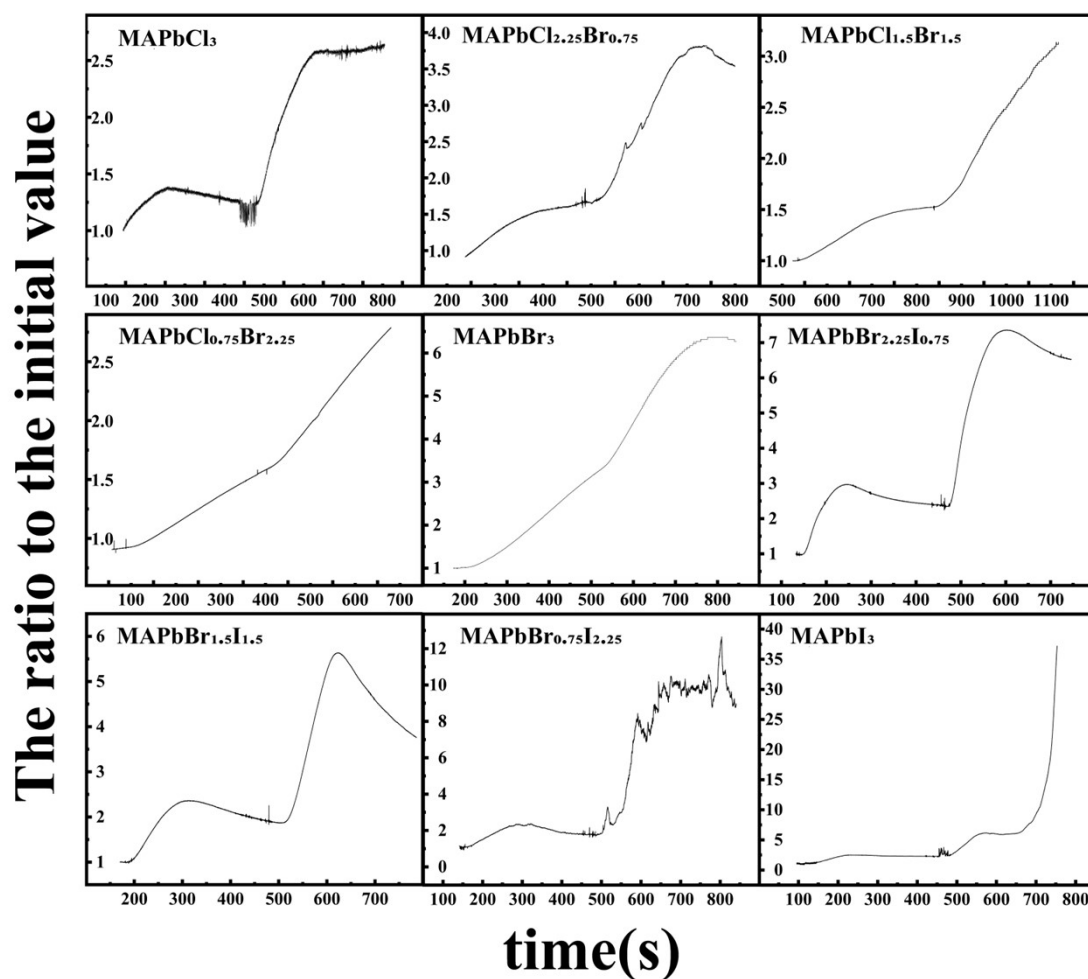 The ratio to the initial value
MAPbCl₃
2.5
2.0
1.5
1.0
100 200 300 400 500 600 700 800
MAPbCl₂.₂₅Br₀.₇₅
4.0
3.5
3.0
2.5
2.0
1.5
1.0
200 300 400 500 600 700 800
MAPbCl₁.₅Br₁.₅
3.0
2.5
2.0
1.5
1.0
500 600 700 800 900 1000 1100
MAPbCl₀.₇₅Br₂.₂₅
2.5
2.0
1.5
1.0
100 200 300 400 500 600 700
MAPbBr₃
6
5
4
3
2
1
200 300 400 500 600 700 800
MAPbBr₂.₂₅I₀.₇₅
7
6
5
4
3
2
1
100 200 300 400 500 600 700
MAPbBr₁.₅I₁.₅
6
5
4
3
2
1
100 200 300 400 500 600 700
MAPbBr₀.₇₅I₂.₂₅
12
10
8
6
4
2
0
100 200 300 400 500 600 700 800
MAPbI₃
40
35
30
25
20
15
10
5
0
100 200 300 400 500 600 700 800
time(s)